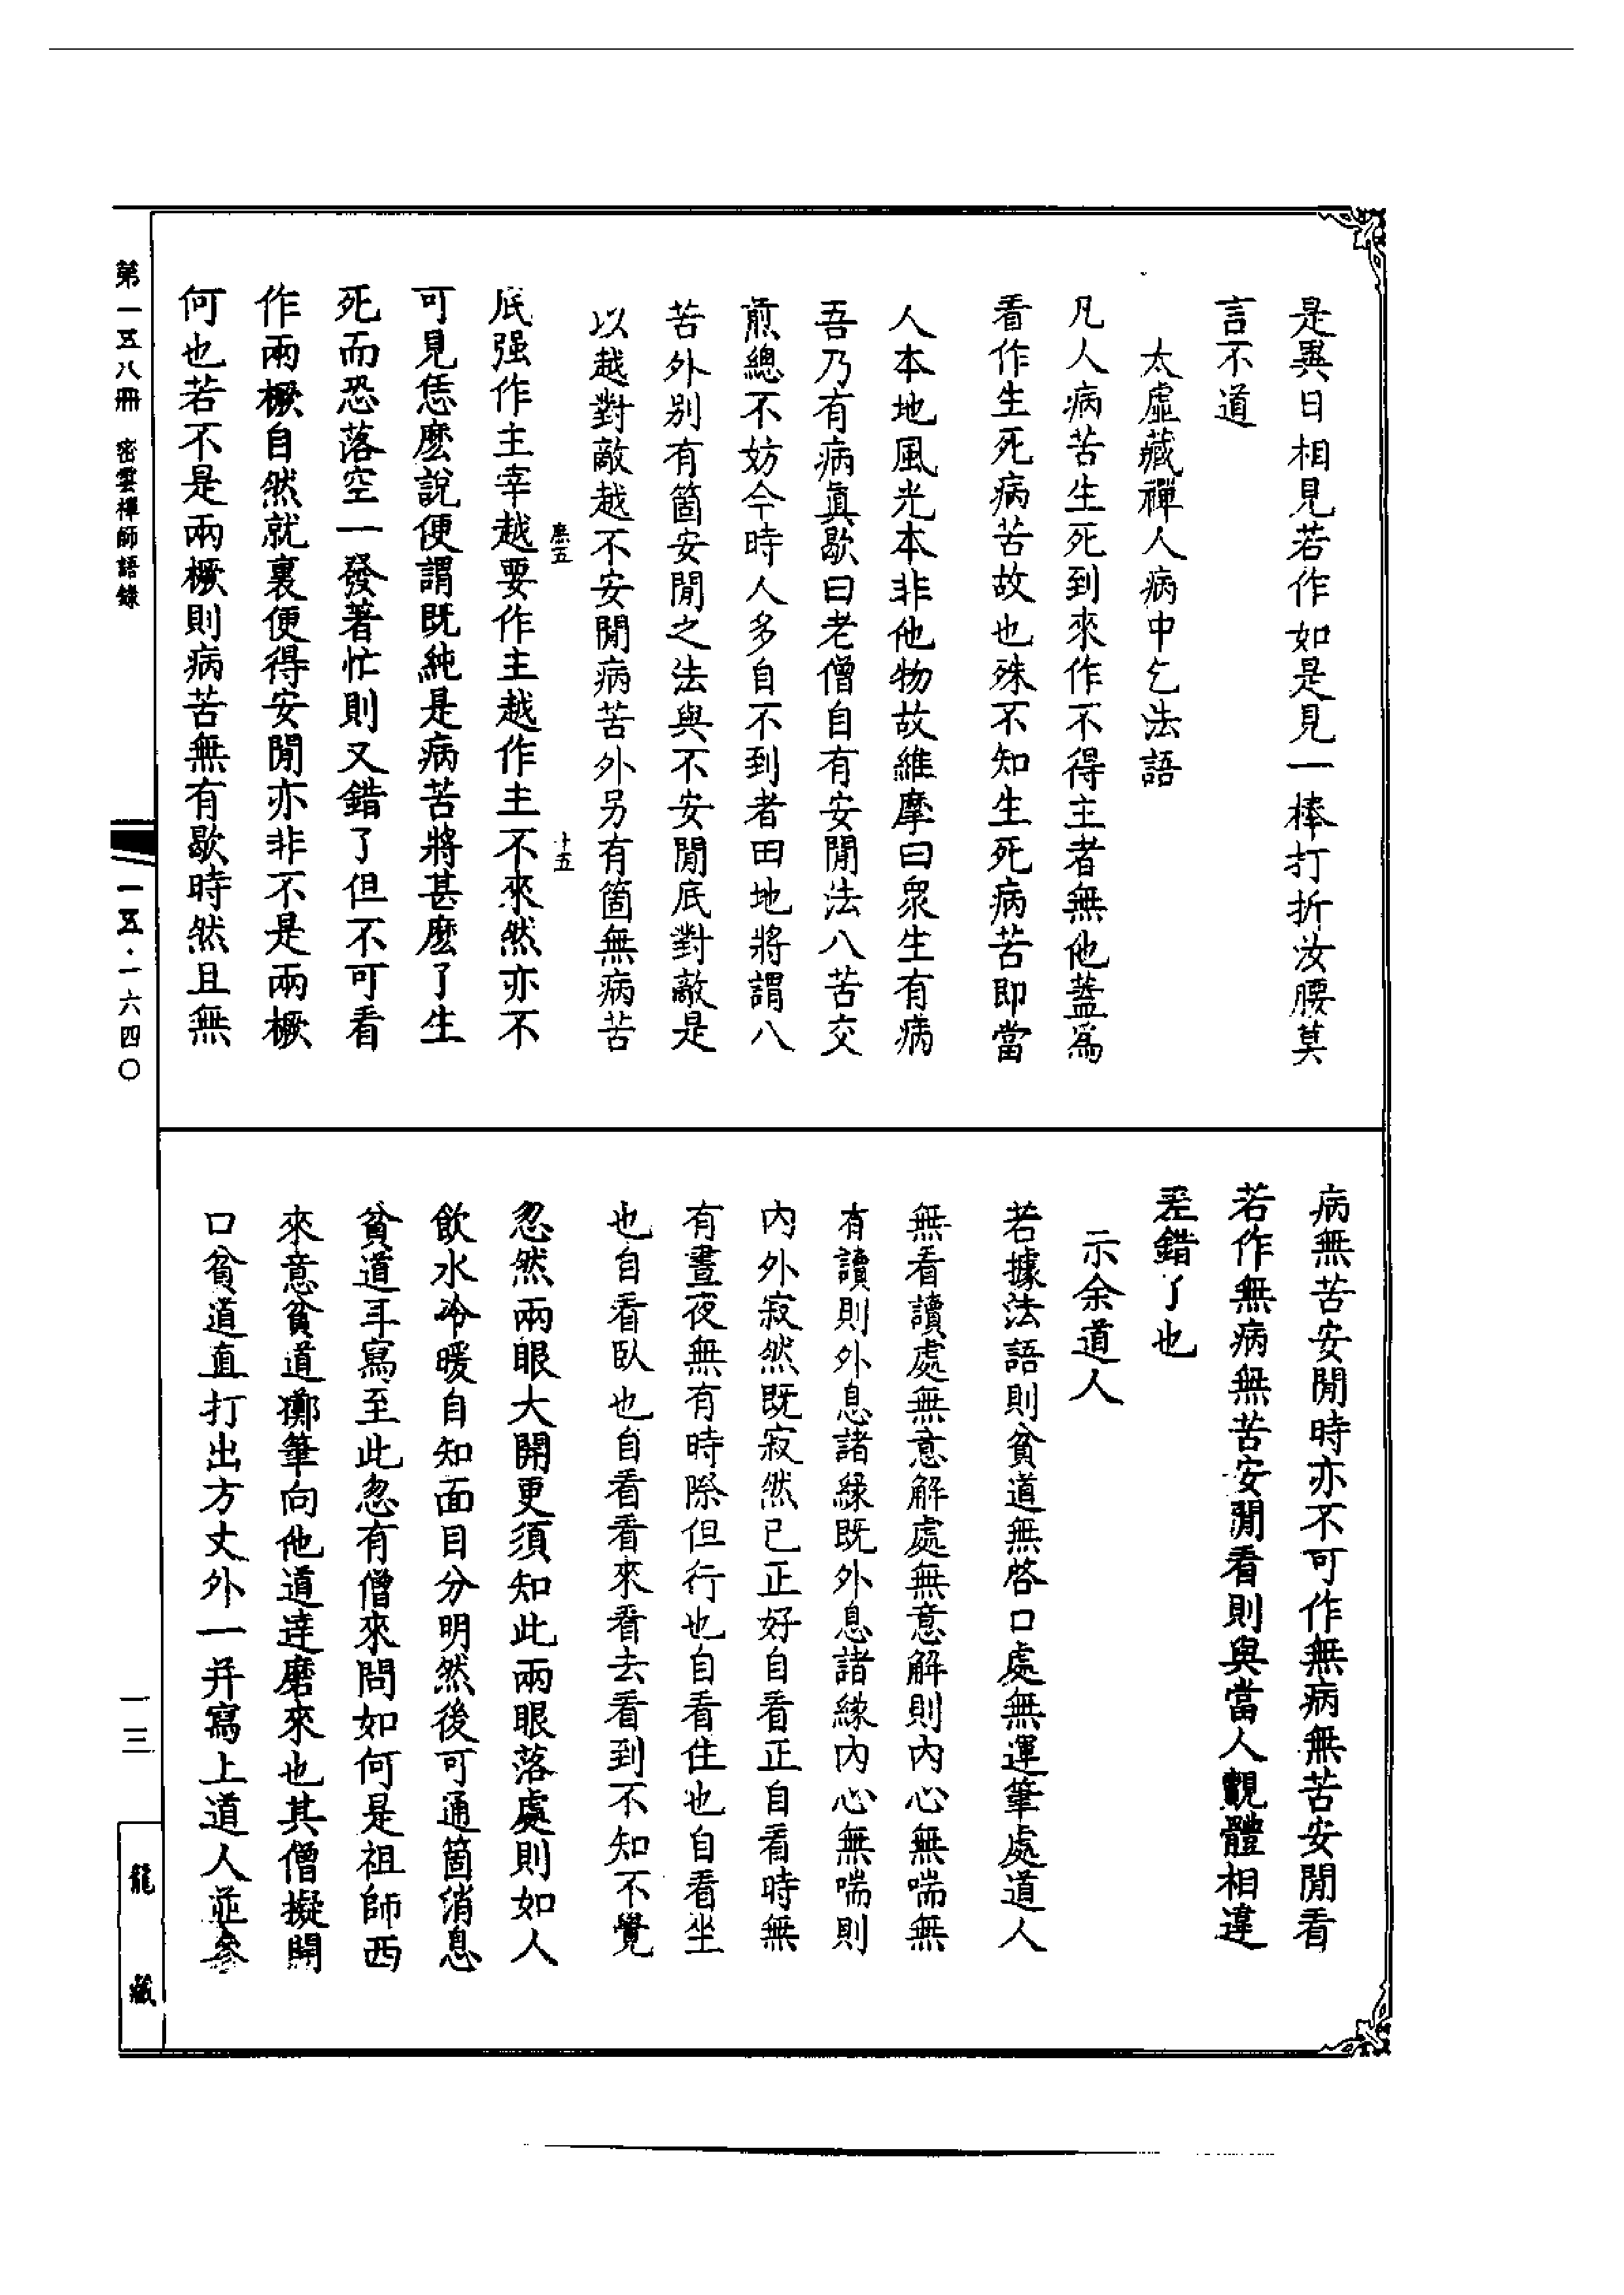 是異日相見若作如是見一棒打折汝腰莫
言不道
太虛藏禪人病中乞法語
凡人病苦生死到來作不得主者無他蓋爲
看作生死病苦故也殊不知生死病苦即當
人本地風光本非他物故維摩曰衆生有病
吾乃有病眞歇曰老僧自有安閒法八苦交
煎總不妨今時人多自不到者田地將謂八
苦外別有箇安閒之法與不安閒底對敵是
以越對敵越不安閒病苦外另有箇無病苦
底强作主宰越要作主越作主不來然亦不
可見恁麽說便謂既純是病苦將甚麽了生
死而恐落空一發著忙則又錯了但不可看
作兩橛自然就裏便得安閒亦非不是兩橛
何也若不是兩橛則病苦無有歇時然且無
病無苦安閒時亦不可作無病無苦安閒看
若作無病無苦安閒看則與當人覿體相違
差錯了也
示余道人
若據法語則貧道無啓口處無運筆處道人
無看讀處無意解處無意解則內心無喘無
有讀則外息諸緣既外息諸緣內心無喘則
內外寂然既寂然已正好自看正自看時無
有晝夜無有時際但行也自看住也自看坐
也自看臥也自看看來看去看到不知不覺
忽然兩眼大開更須知此兩眼落處則如人
飲水冷暖自知面目分明然後可通箇消息
貧道耳寫至此忽有僧來問如何是祖師西
來意貧道擲筆向他道達磨來也其僧擬開
口貧道直打出方丈外一并寫上道人並參
第一五八冊 密雲禪師語錄
一五·一六四〇
一三
龍藏
十五